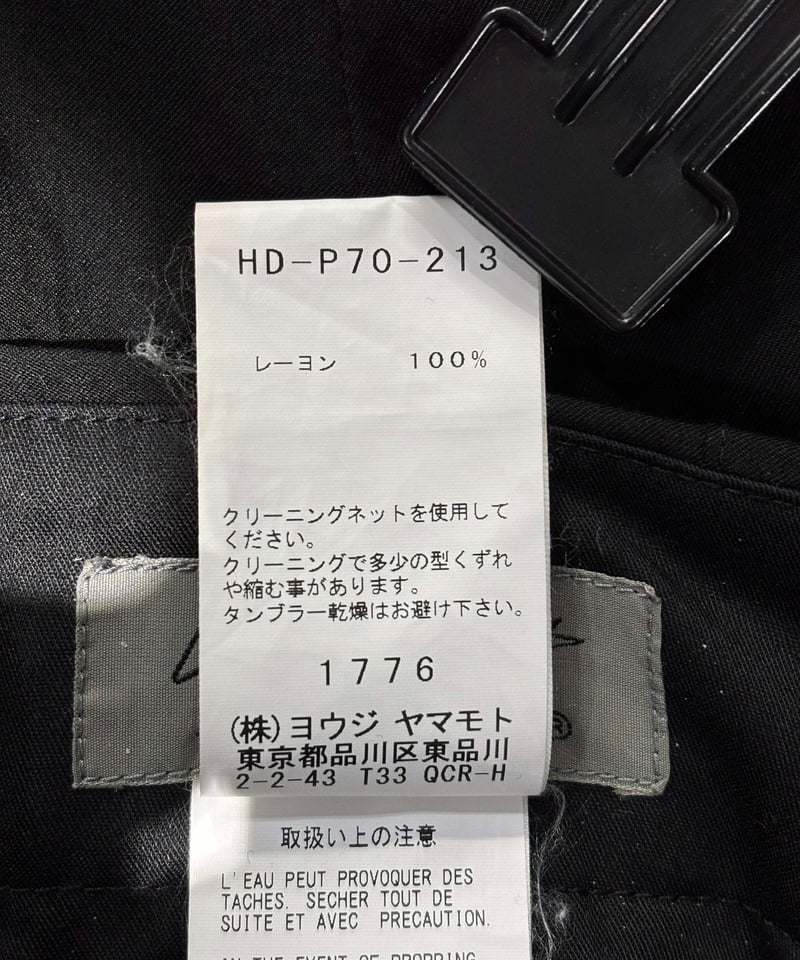 HD-P70-213
レーヨン 100%
クリーニングネットを使用して
ください。
クリーニングで多少の型くずれ
や縮む事があります。
タンブラー乾燥はお避け下さい。
1776
(株)ヨウジ ヤマモト
東京都品川区東品川
2-2-43 T33 QCR-H
®
取扱い上の注意
L'EAU PEUT PROVOQUER DES
TACHES. SECHER TOUT DE
SUITE ET AVEC PRECAUTION.
IN THE EVENT OF DROPPING